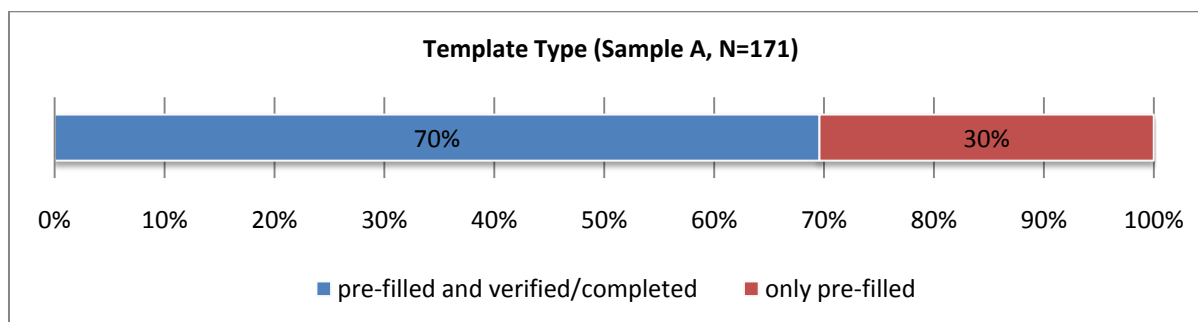 Template Type (Sample A, N=171)
70% 30%
0% 10% 20% 30% 40% 50% 60% 70% 80% 90% 100%
pre-filled and verified/completed only pre-filled